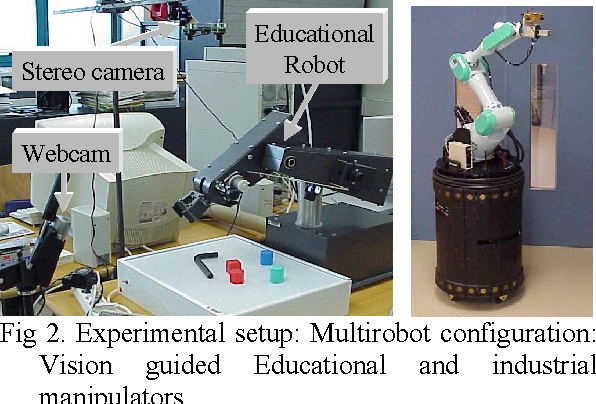 Educational
Robot
Stereo camera
Webcam
Fig 2. Experimental setup: Multirobot configuration:
Vision guided Educational and industrial
manipulators